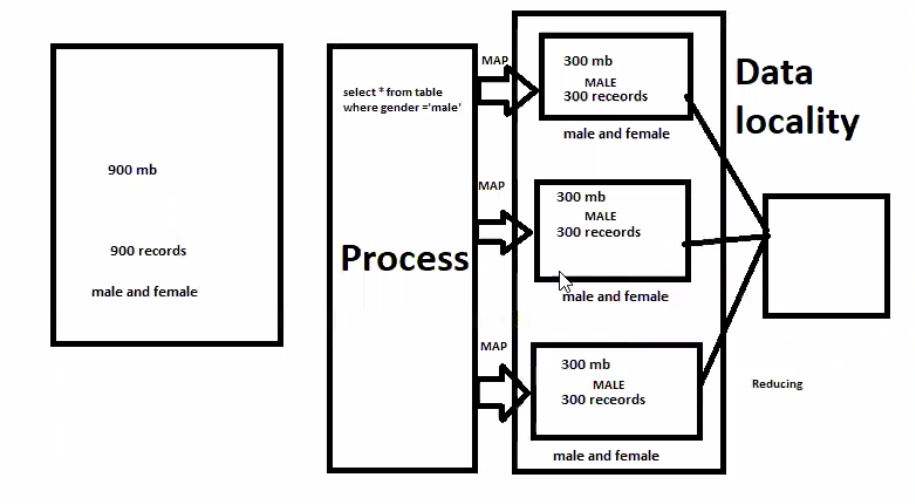 900 mb
900 records
male and female
select * from table
where gender ='male'
Process
MAP
MAP
MAP
300 mb
MALE
300 receords
male and female
300 mb
MALE
300 receords
male and female
300 mb
MALE
300 receords
male and female
Data
locality
Reducing